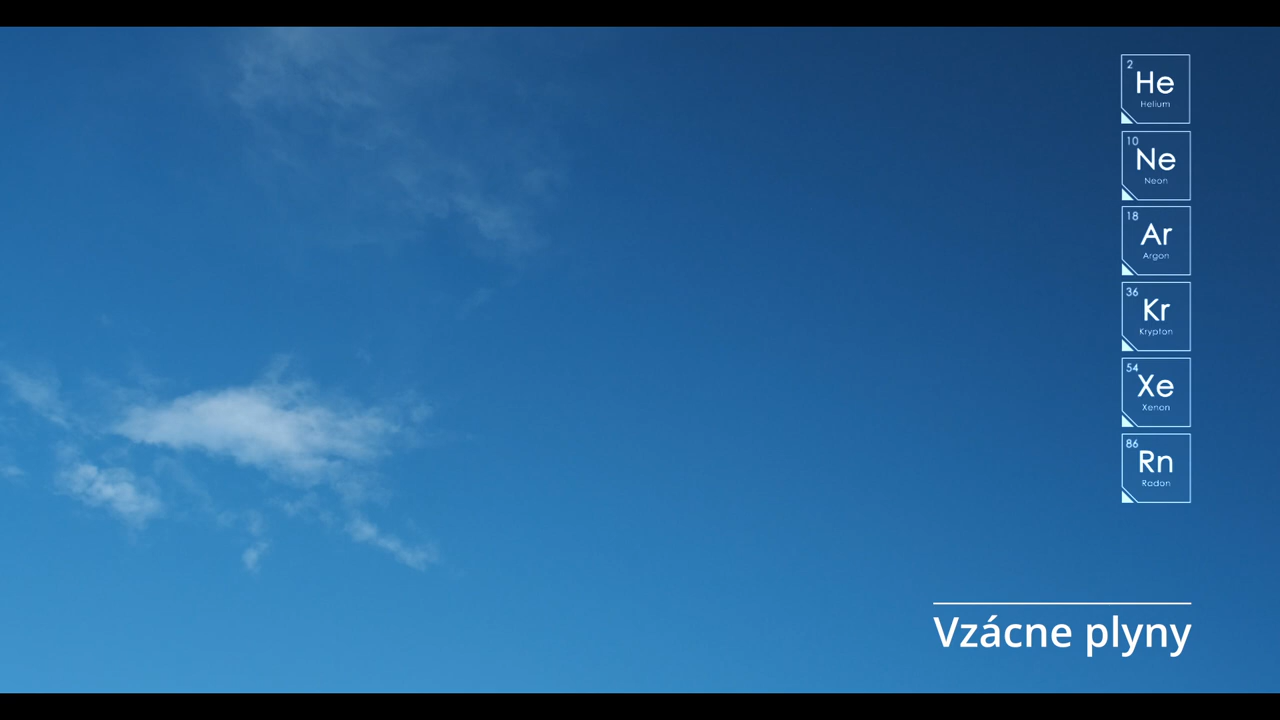 2
He
Helium
10
Ne
Neon
18
Ar
Argon
36
Kr
Krypton
54
Xe
Xenon
86
Rn
Radon
Vzácne plyny